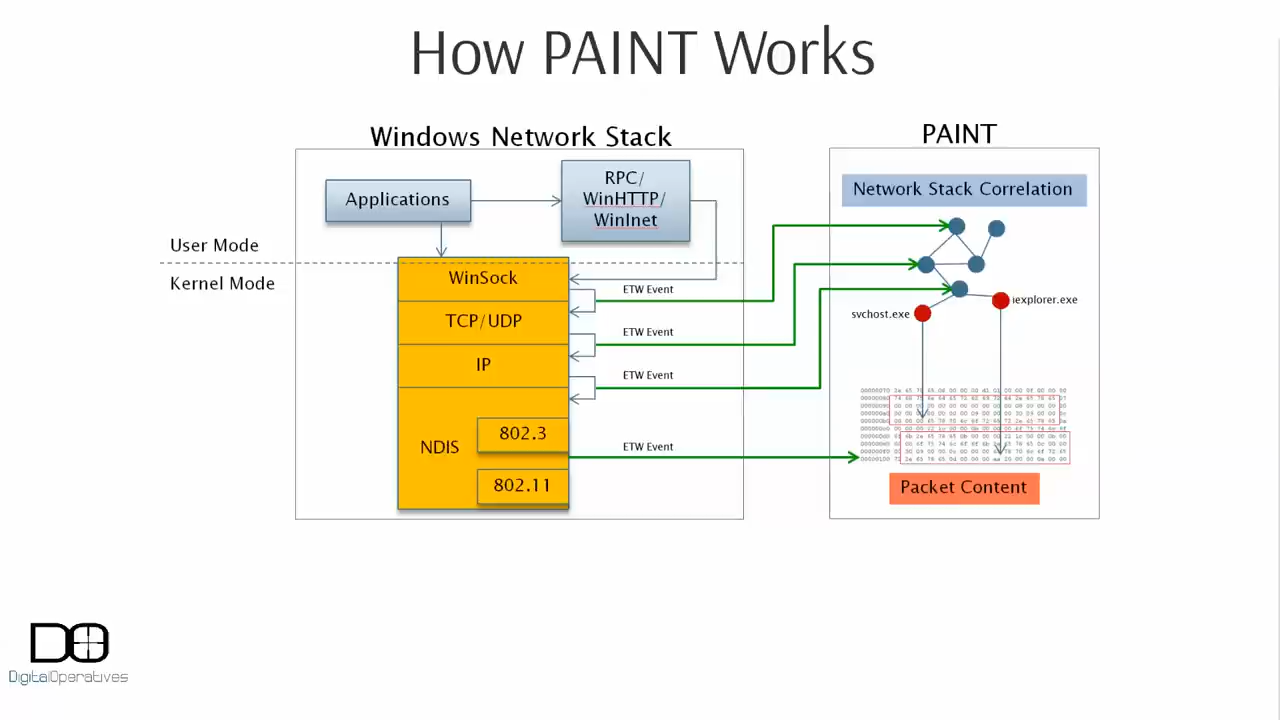 How PAINT Works
Windows Network Stack
PAINT
Applications
RPC/
WinHTTP/
WinInet
Network Stack Correlation
User Mode
Kernel Mode
WinSock
ETW Event
TCP/UDP
ETW Event
IP
ETW Event
NDIS
802.3
ETW Event
802.11
svchost.exe
iexplorer.exe
Packet Content
DO
DigitalOperatives